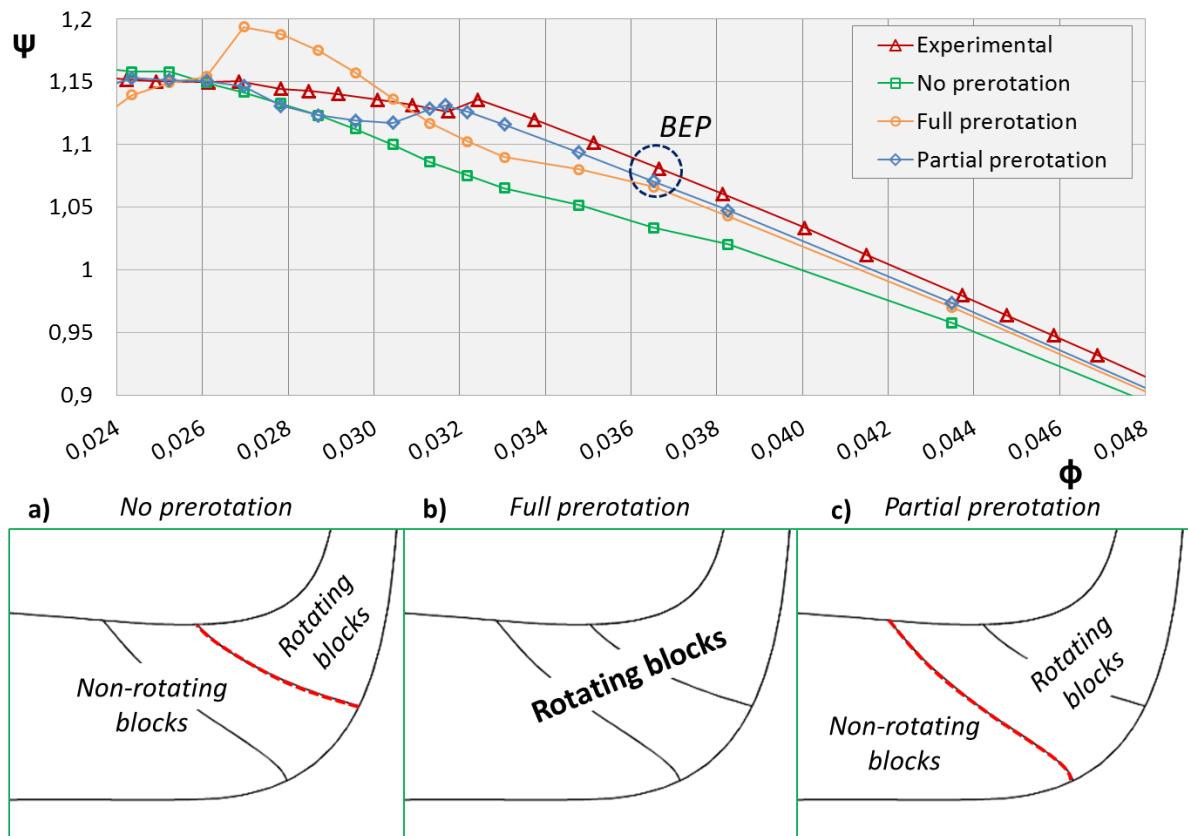 1,2
Ψ
1,15
1,1
1,05
1
0,95
0,9
Experimental
No prerotation
Full prerotation
Partial prerotation
BEP
0,024 0,026 0,028 0,030 0,032 0,034 0,036 0,038 0,040 0,042 0,044 0,046 0,048
Φ
a) No prerotation
Rotating
blocks
Non-rotating
blocks
b) Full prerotation
Rotating blocks
c) Partial prerotation
Rotating
blocks
Non-rotating
blocks